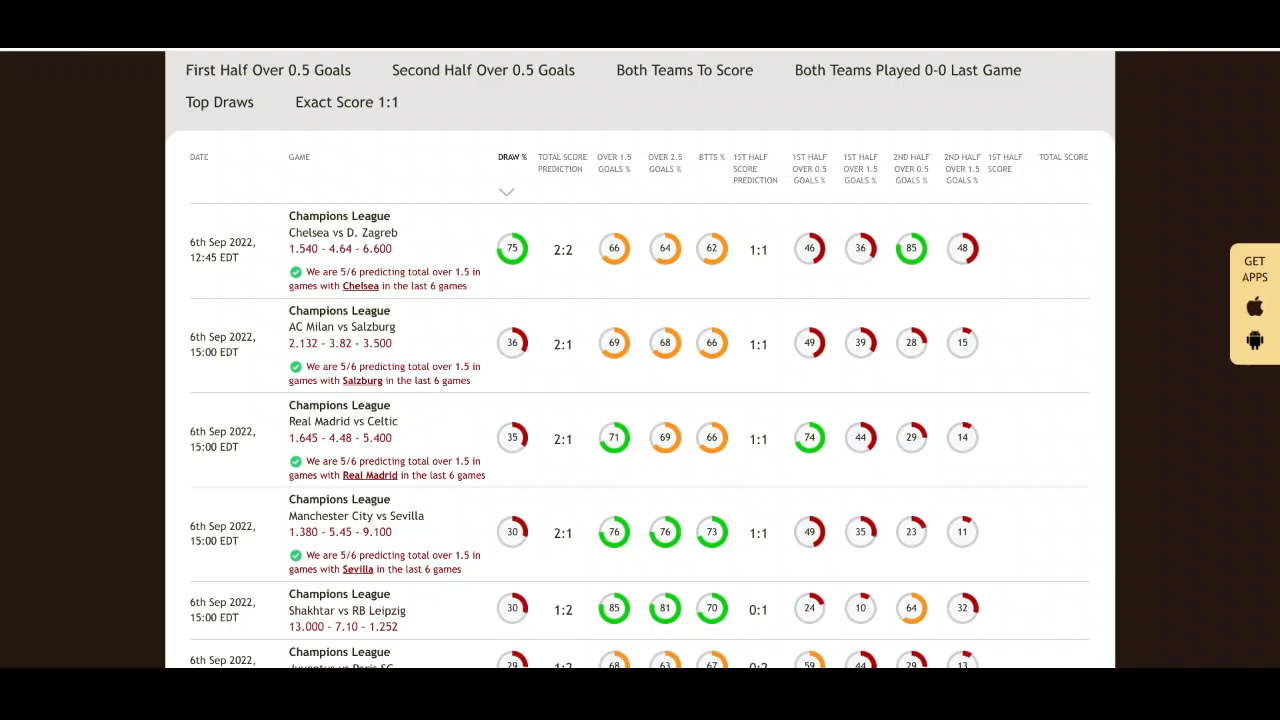 First Half Over 0.5 Goals Second Half Over 0.5 Goals Both Teams To Score Both Teams Played 0-0 Last Game
Top Draws Exact Score 1:1
DATE GAME DRAW % TOTAL SCORE PREDICTION OVER 1.5 GOALS % OVER 2.5 GOALS % BTTS % 1ST HALF SCORE PREDICTION 1ST HALF OVER 0.5 GOALS % 1ST HALF OVER 1.5 GOALS % 2ND HALF OVER 0.5 GOALS % 2ND HALF OVER 1.5 GOALS % 1ST HALF SCORE TOTAL SCORE
Champions League
Chelsea vs D. Zagreb
6th Sep 2022, 12:45 EDT
1.540 - 4.64 - 6.600
75 2:2 66 64 62 1:1 46 36 85 48
We are 5/6 predicting total over 1.5 in
games with Chelsea in the last 6 games
Champions League
AC Milan vs Salzburg
6th Sep 2022, 15:00 EDT
2.132 - 3.82 - 3.500
36 2:1 69 68 66 1:1 49 39 28 15
We are 5/6 predicting total over 1.5 in
games with Salzburg in the last 6 games
Champions League
Real Madrid vs Celtic
6th Sep 2022, 15:00 EDT
1.645 - 4.48 - 5.400
35 2:1 71 69 66 1:1 74 44 29 14
We are 5/6 predicting total over 1.5 in
games with Real Madrid in the last 6 games
Champions League
Manchester City vs Sevilla
6th Sep 2022, 15:00 EDT
1.380 - 5.45 - 9.100
30 2:1 76 76 73 1:1 49 35 23 11
We are 5/6 predicting total over 1.5 in
games with Sevilla in the last 6 games
Champions League
Shakhtar vs RB Leipzig
6th Sep 2022, 15:00 EDT
13.000 - 7.10 - 1.252
30 1:2 85 81 70 0:1 24 10 64 32
Champions League
6th Sep 2022,
29 1:2 68 63 67 0:2 59 44 29 13
GET
APPS